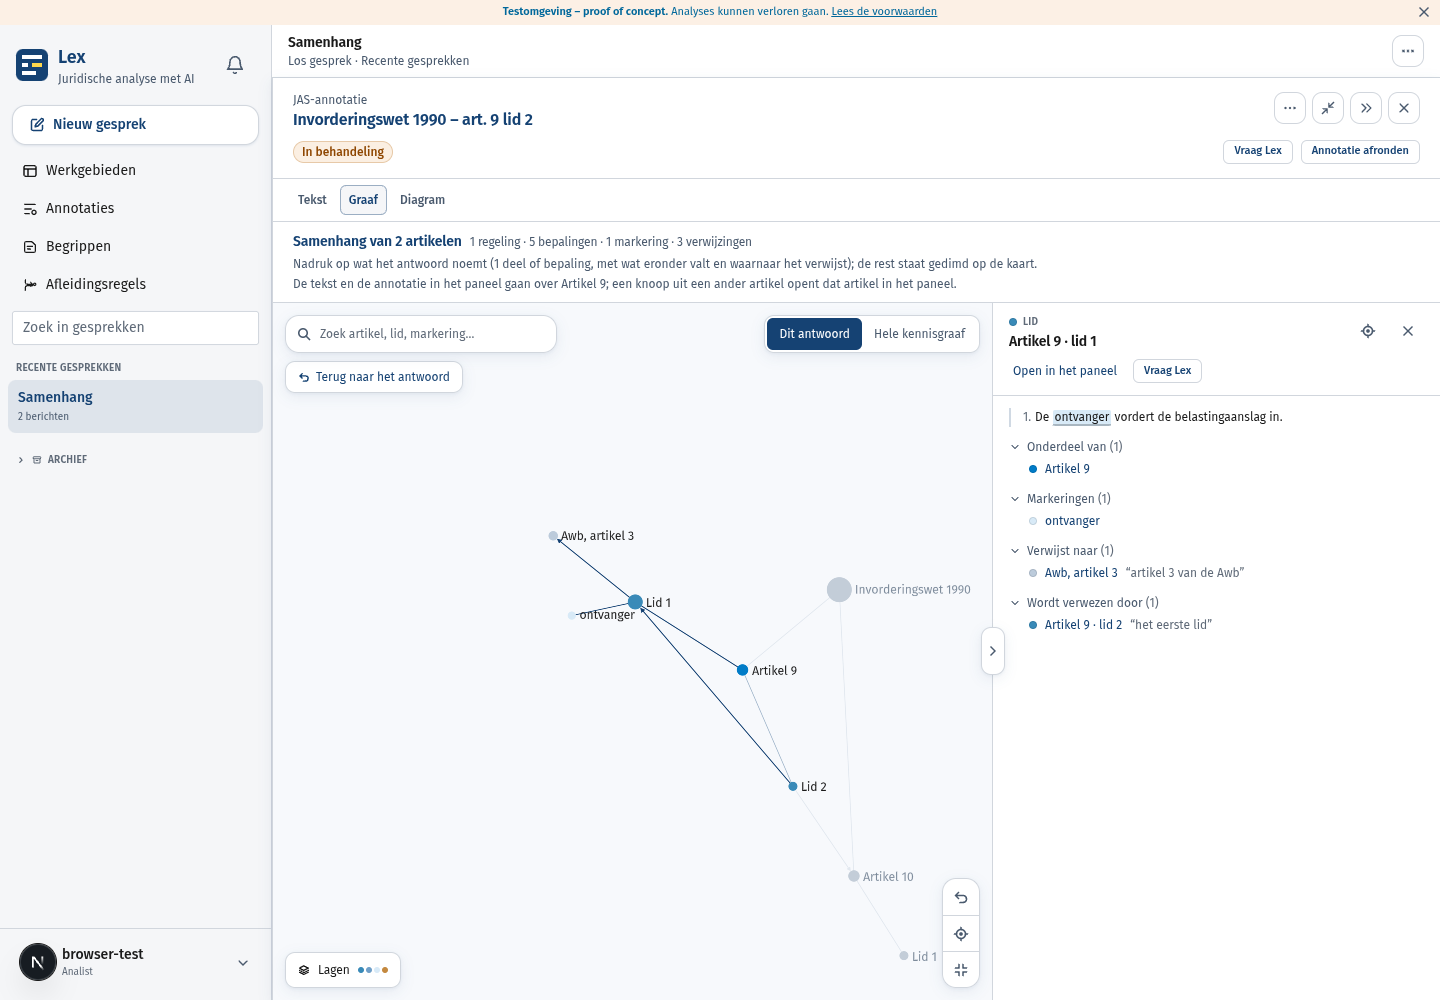 Testomgeving – proof of concept. Analyses kunnen verloren gaan. Lees de voorwaarden
Lex
Juridische analyse met AI
Nieuw gesprek
Werkgebieden
Annotaties
Begrippen
Afleidingsregels
Zoek in gesprekken
RECENTE GESPREKKEN
Samenhang
2 berichten
ARCHIEF
N
browser-test
Analist
Samenhang
Los gesprek · Recente gesprekken
JAS-annotatie
Invorderingswet 1990 – art. 9 lid 2
In behandeling
Vraag Lex
Annotatie afronden
Tekst
Graaf
Diagram
Samenhang van 2 artikelen 1 regeling · 5 bepalingen · 1 markering · 3 verwijzingen
Nadruk op wat het antwoord noemt (1 deel of bepaling, met wat eronder valt en waarnaar het verwijst); de rest staat gedimd op de kaart.
De tekst en de annotatie in het paneel gaan over Artikel 9; een knoop uit een ander artikel opent dat artikel in het paneel.
Zoek artikel, lid, markering...
Dit antwoord
Hele kennisgraaf
Terug naar het antwoord
Awb, artikel 3
Invorderingswet 1990
Lid 1
ontvanger
Artikel 9
Lid 2
Artikel 10
Lid 1
Lagen
LID
Artikel 9 · lid 1
Open in het paneel
Vraag Lex
1. De ontvanger vordert de belastingaanslag in.
Onderdeel van (1)
Artikel 9
Markeringen (1)
ontvanger
Verwijst naar (1)
Awb, artikel 3 “artikel 3 van de Awb”
Wordt verwezen door (1)
Artikel 9 · lid 2 “het eerste lid”